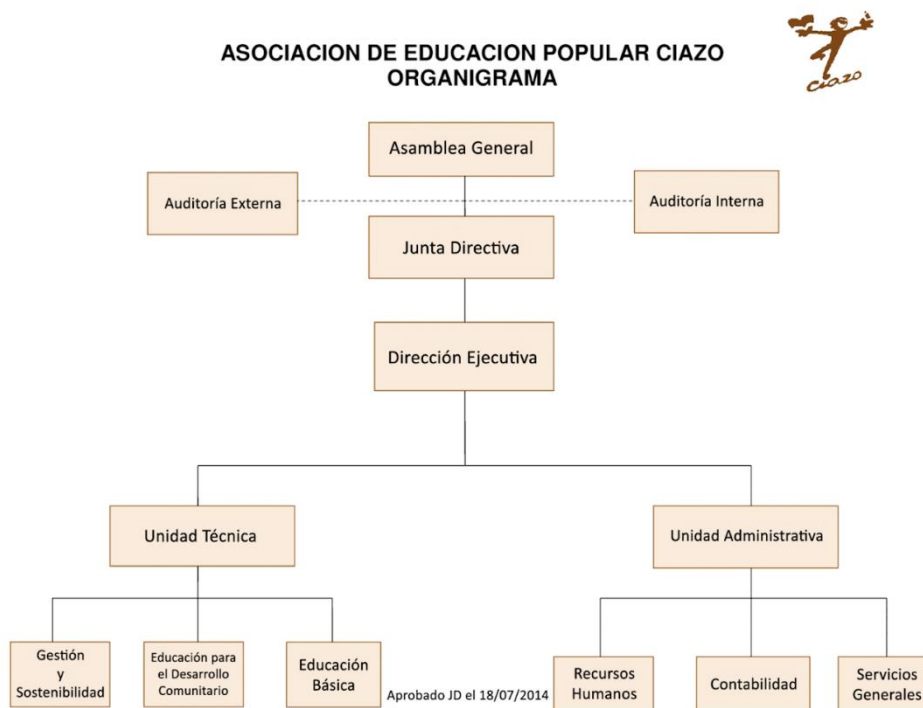 ASOCIACION DE EDUCACION POPULAR CIAZO
ORGANIGRAMA
Ciazo
Asamblea General
Auditoría Externa
Auditoría Interna
Junta Directiva
Dirección Ejecutiva
Unidad Técnica
Unidad Administrativa
Gestión
y
Sostenibilidad
Educación para
el Desarrollo
Comunitario
Educación
Básica
Aprobado JD el 18/07/2014
Recursos
Humanos
Contabilidad
Servicios
Generales